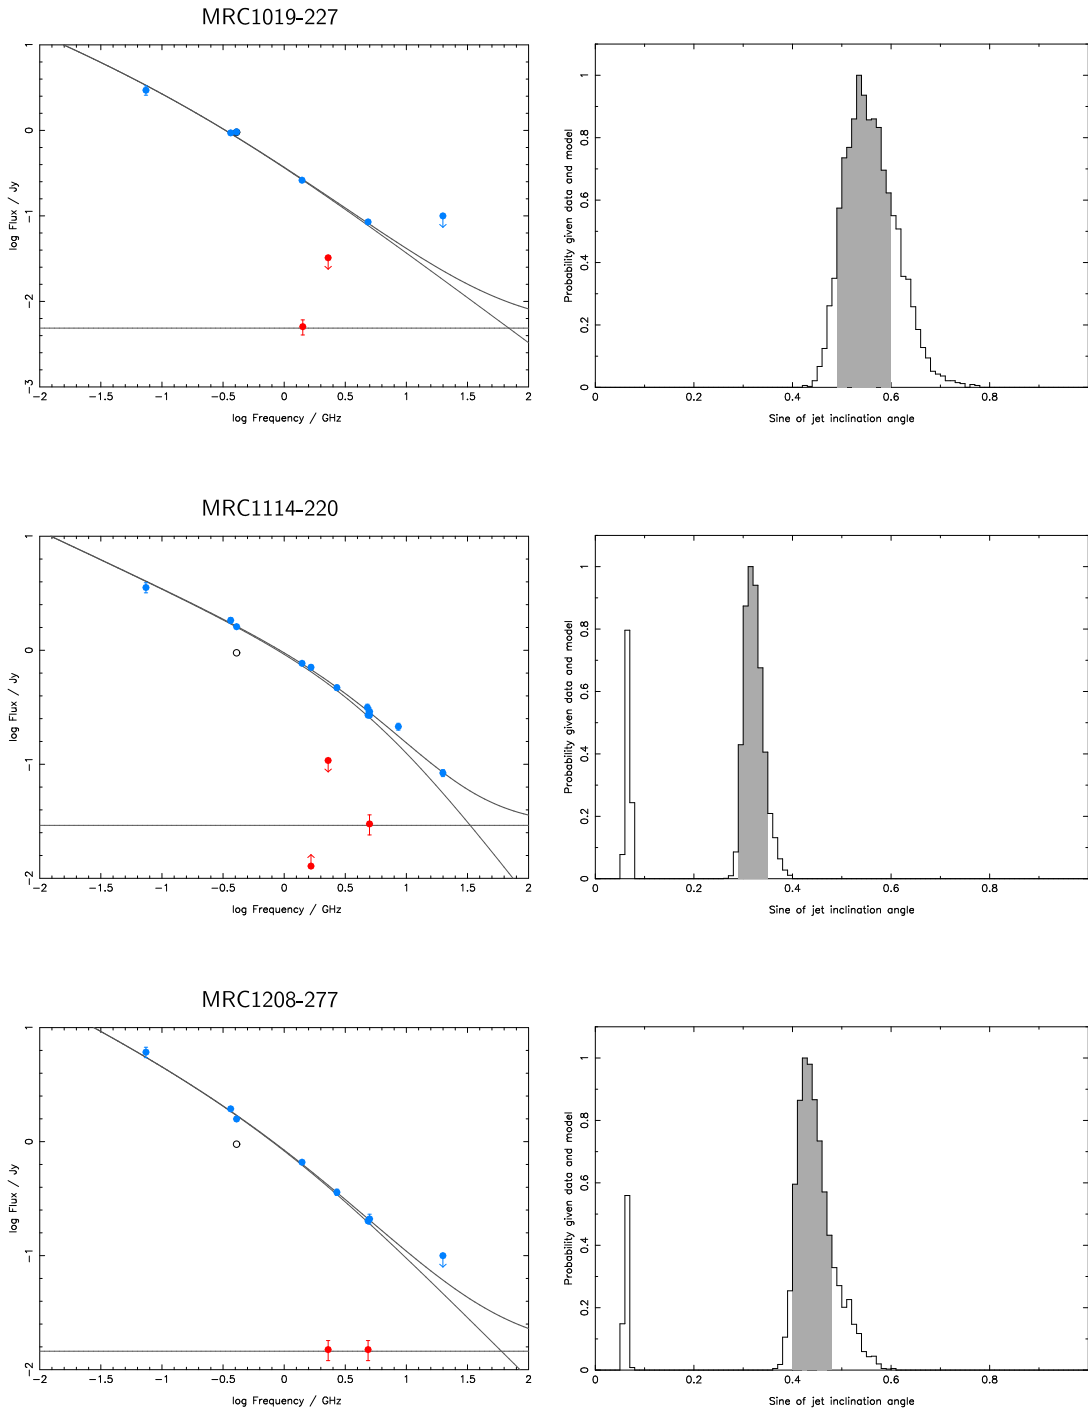 MRC1019-227
1
0
−1
−2
−3
log Flux / Jy
−2 −1.5 −1 −0.5 0 0.5 1 1.5 2
log Frequency / GHz
1
0.8
0.6
0.4
0.2
0
Probability given data and model
0 0.2 0.4 0.6 0.8
Sine of jet inclination angle
MRC1114-220
1
0
−1
−2
log Flux / Jy
−2 −1.5 −1 −0.5 0 0.5 1 1.5 2
log Frequency / GHz
1
0.8
0.6
0.4
0.2
0
Probability given data and model
0 0.2 0.4 0.6 0.8
Sine of jet inclination angle
MRC1208-277
1
0
−1
−2
log Flux / Jy
−2 −1.5 −1 −0.5 0 0.5 1 1.5 2
log Frequency / GHz
1
0.8
0.6
0.4
0.2
0
Probability given data and model
0 0.2 0.4 0.6 0.8
Sine of jet inclination angle